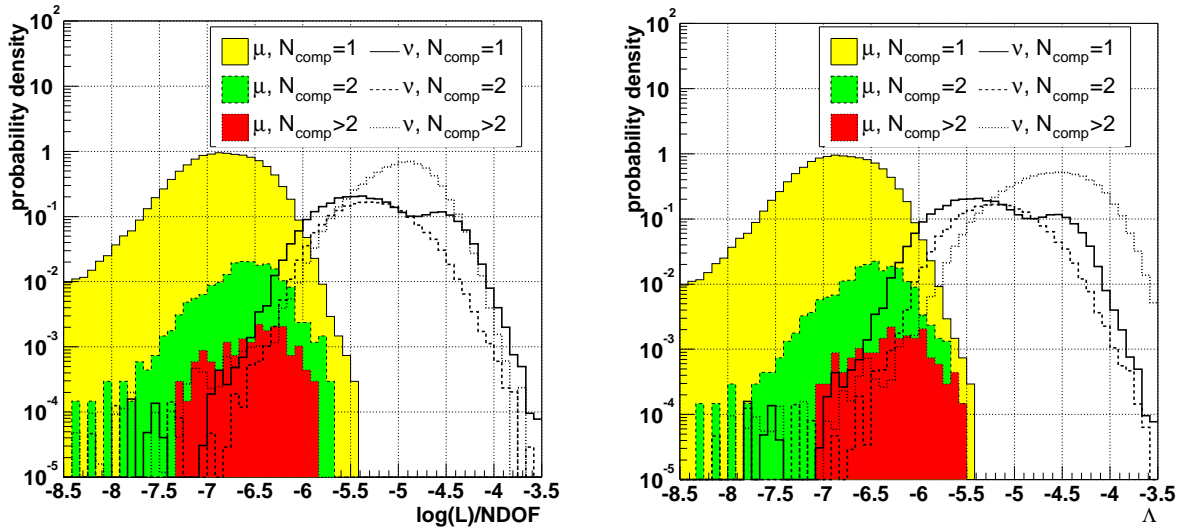 probability density
10²
10
1
10⁻¹
10⁻²
10⁻³
10⁻⁴
10⁻⁵
μ, N_comp=1 ν, N_comp=1
μ, N_comp=2 ν, N_comp=2
μ, N_comp>2 ν, N_comp>2
-8.5 -8 -7.5 -7 -6.5 -6 -5.5 -5 -4.5 -4 -3.5
log(L)/NDOF
probability density
10²
10
1
10⁻¹
10⁻²
10⁻³
10⁻⁴
10⁻⁵
μ, N_comp=1 ν, N_comp=1
μ, N_comp=2 ν, N_comp=2
μ, N_comp>2 ν, N_comp>2
-8.5 -8 -7.5 -7 -6.5 -6 -5.5 -5 -4.5 -4 -3.5
Λ